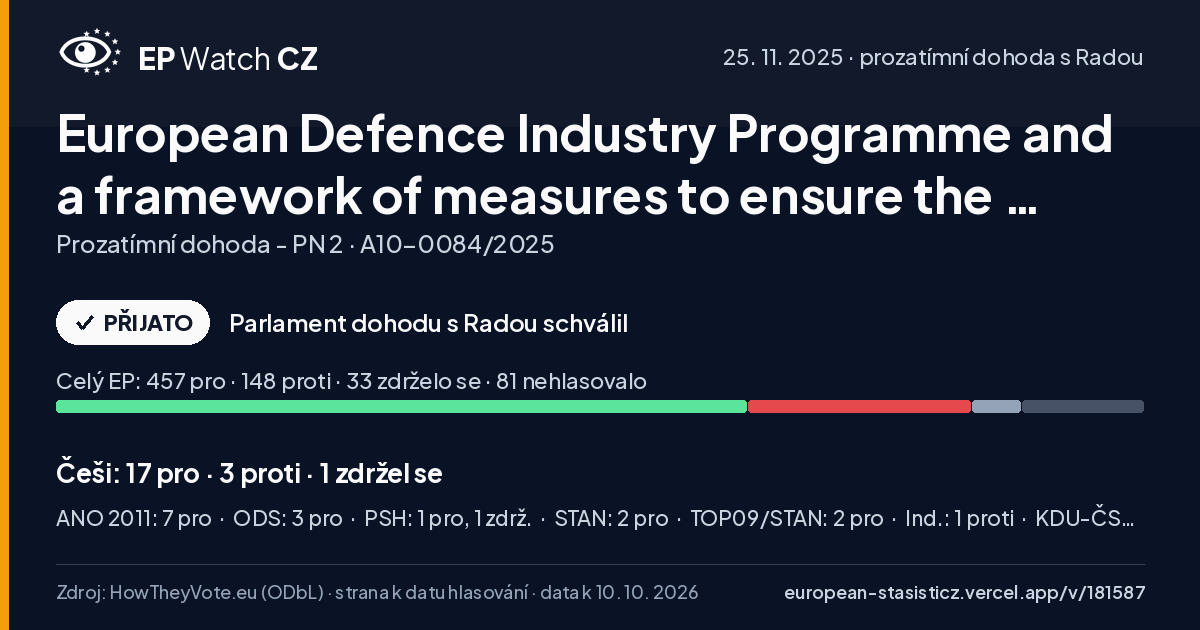 EP Watch CZ
25. 11. 2025 · prozatímní dohoda s Radou
European Defence Industry Programme and
a framework of measures to ensure the …
Prozatímní dohoda – PN 2 · A10–0084/2025
✓ PŘIJATO
Parlament dohodu s Radou schválil
Celý EP: 457 pro · 148 proti · 33 zdrželo se · 81 nehlasovalo
Češi: 17 pro · 3 proti · 1 zdržel se
ANO 2011: 7 pro · ODS: 3 pro · PSH: 1 pro, 1 zdrž. · STAN: 2 pro · TOP09/STAN: 2 pro · Ind.: 1 proti · KDU-ČS…
Zdroj: HowTheyVote.eu (ODbL) · strana k datu hlasování · data k 10. 10. 2026
european-stasisticz.vercel.app/v/181587